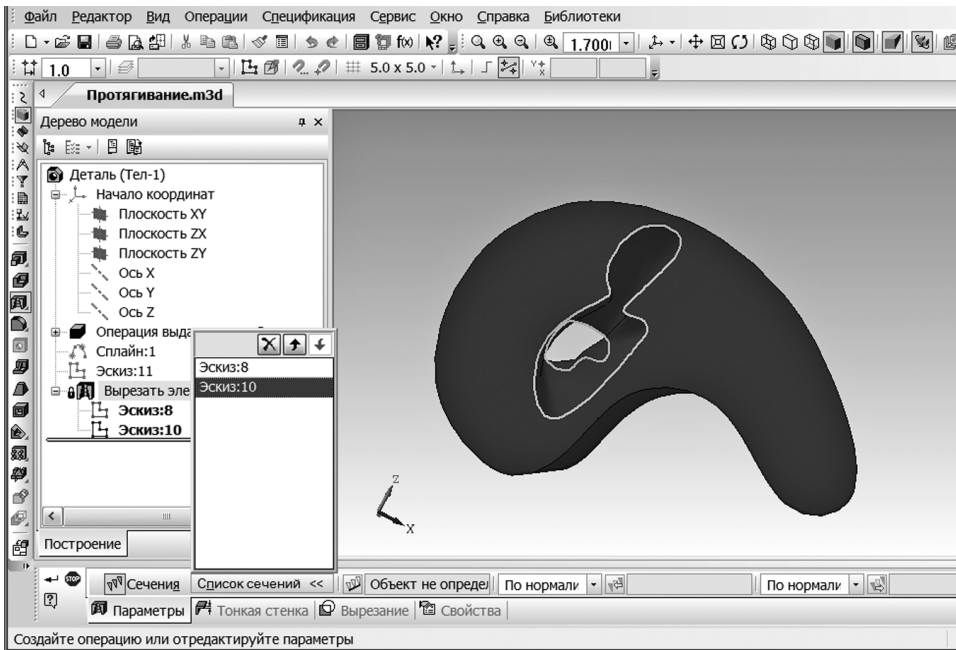 Файл Редактор Вид Операции Спецификация Сервис Окно Справка Библиотеки
f(x) 1.700
1.0 5.0 x 5.0
Протягивание.m3d
Дерево модели
Деталь (Тел-1)
Начало координат
Плоскость XY
Плоскость ZX
Плоскость ZY
Ось X
Ось Y
Ось Z
Операция выда
Сплайн:1
Эскиз:11
Вырезать эле
Эскиз:8
Эскиз:10
Эскиз:8
Эскиз:10
Z
X
Построение
STOP Сечения Список сечений << Объект не определ По нормали По нормали
Параметры Тонкая стенка Вырезание Свойства
Создайте операцию или отредактируйте параметры